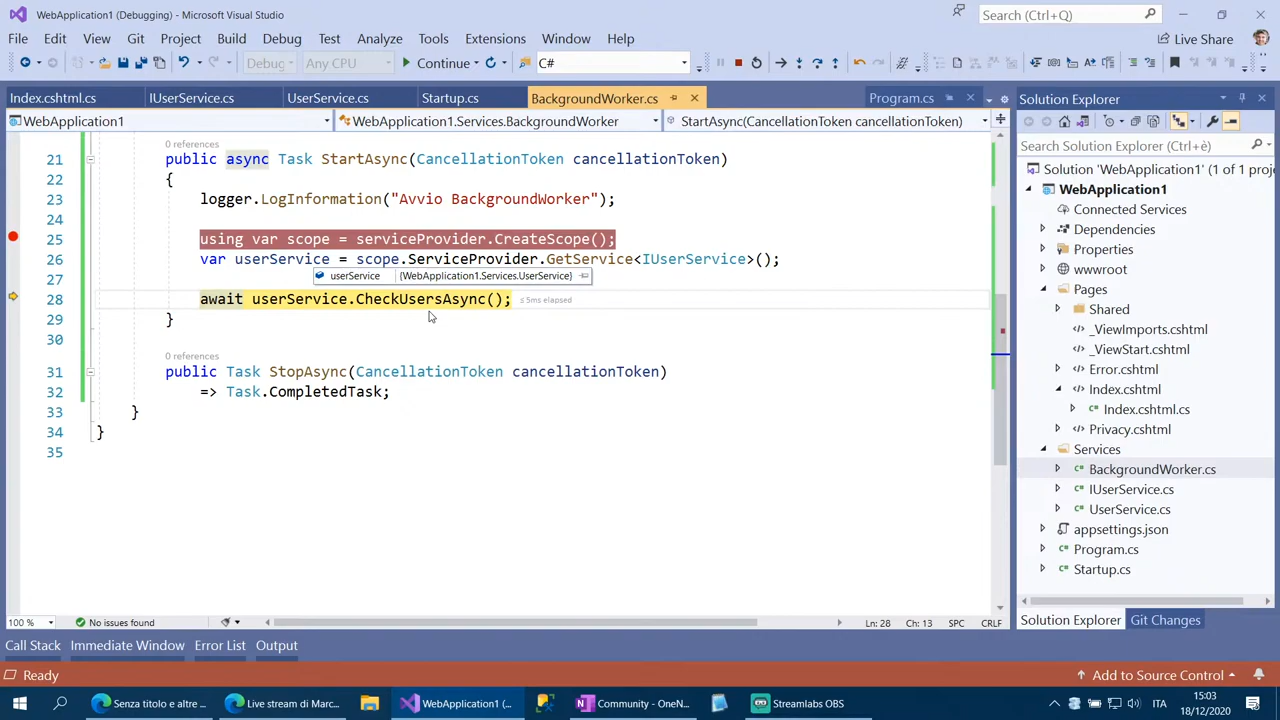 WebApplication1 (Debugging) - Microsoft Visual Studio
Search (Ctrl+Q)
File Edit View Git Project Build Debug Test Analyze Tools Extensions Window Help
Live Share
Debug Any CPU Continue C#
Index.cshtml.cs IUserService.cs UserService.cs Startup.cs BackgroundWorker.cs Program.cs
WebApplication1 WebApplication1.Services.BackgroundWorker StartAsync(CancellationToken cancellationToken)
0 references
21 public async Task StartAsync(CancellationToken cancellationToken)
22 {
23 logger.LogInformation("Avvio BackgroundWorker");
24
25 using var scope = serviceProvider.CreateScope();
26 var userService = scope.ServiceProvider.GetService<IUserService>();
userService {WebApplication1.Services.UserService}
27
28 await userService.CheckUsersAsync(); ≤ 5ms elapsed
29 }
30
0 references
31 public Task StopAsync(CancellationToken cancellationToken)
32 => Task.CompletedTask;
33 }
34 }
35
100 % No issues found Ln: 28 Ch: 13 SPC CRLF
Solution Explorer
Search Solution Explorer (Ctrl+è)
Solution 'WebApplication1' (1 of 1 proje
WebApplication1
Connected Services
Dependencies
Properties
wwwroot
Pages
Shared
_ViewImports.cshtml
_ViewStart.cshtml
Error.cshtml
Index.cshtml
Index.cshtml.cs
Privacy.cshtml
Services
BackgroundWorker.cs
IUserService.cs
UserService.cs
appsettings.json
Program.cs
Startup.cs
Solution Explorer Git Changes
Call Stack Immediate Window Error List Output
Ready Add to Source Control
Senza titolo e altre ... Live stream di Marc... WebApplication1 (... Community - OneN... Streamlabs OBS
ITA
15:03
18/12/2020